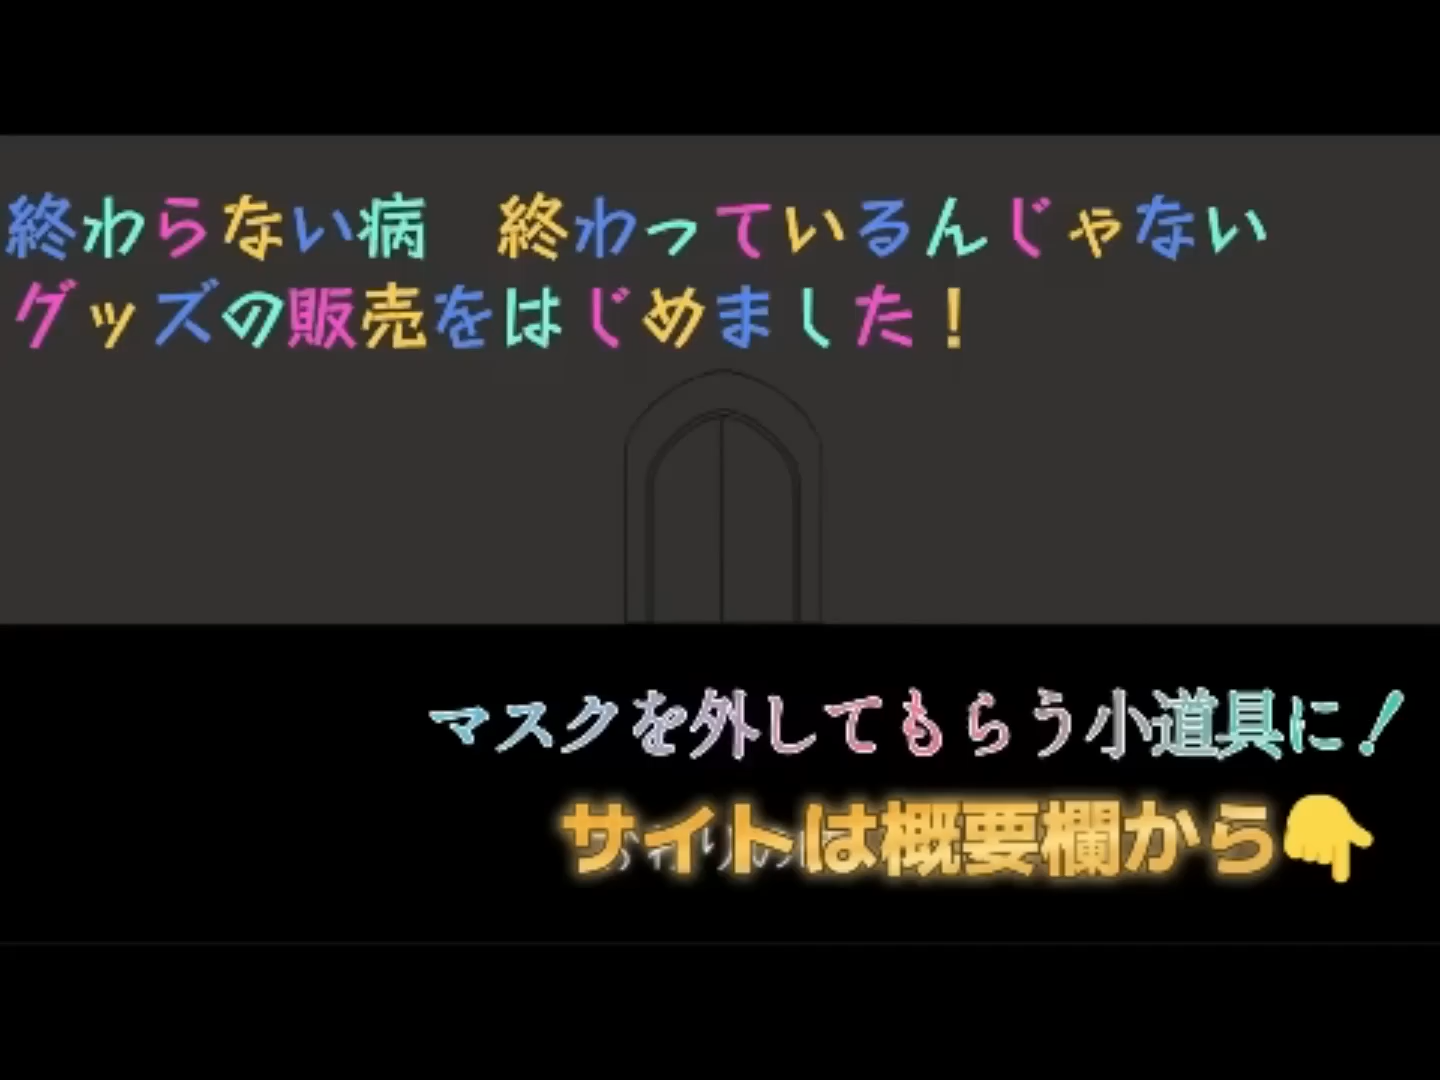 終わらない病　終わっているんじゃない
グッズの販売をはじめました！
マスクを外してもらう小道具に！
サイトは概要欄から👇